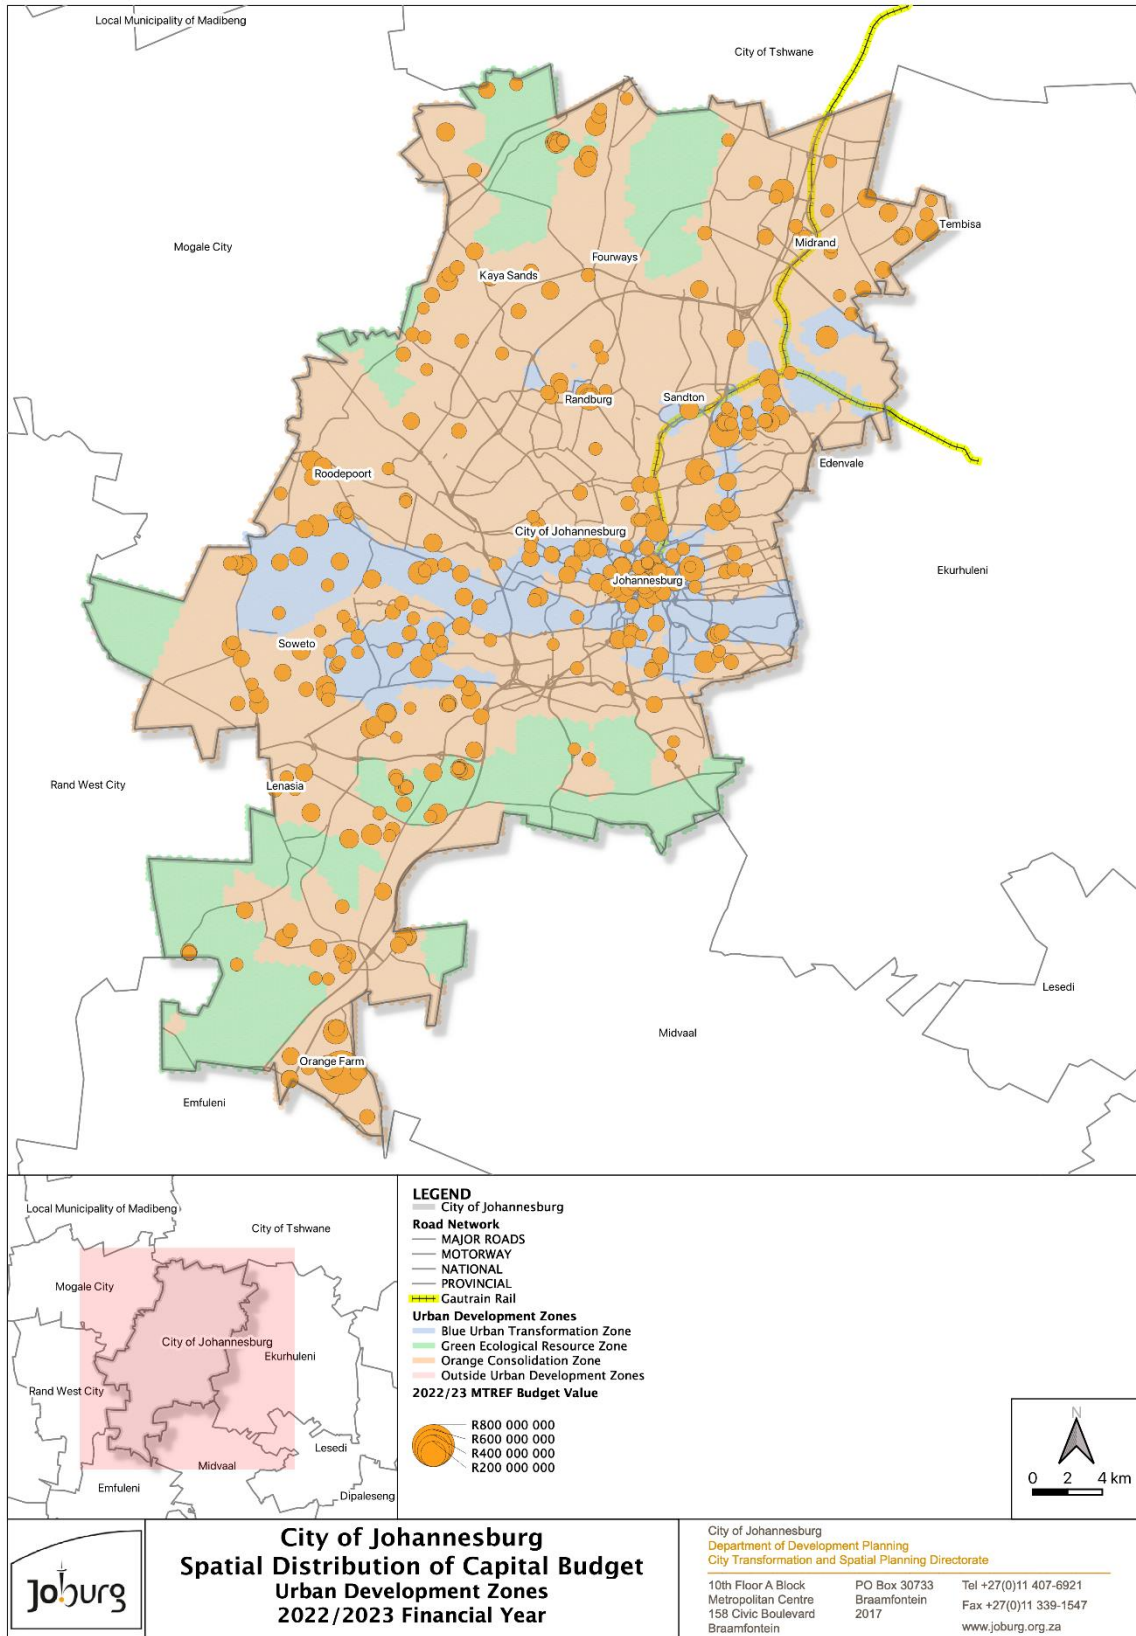 Local Municipality of Madibeng
City of Tshwane
Mogale City
Tembisa
Midrand
Fourways
Kaya Sands
Randburg
Sandton
Edenvale
Roodepoort
City of Johannesburg
Ekurhuleni
Johannesburg
Soweto
Rand West City
Lenasia
Lesedi
Midvaal
Orange Farm
Emfuleni
Local Municipality of Madibeng
City of Tshwane
Mogale City
City of Johannesburg
Ekurhuleni
Rand West City
Lesedi
Midvaal
Emfuleni
Dipaleseng
LEGEND
City of Johannesburg
Road Network
MAJOR ROADS
MOTORWAY
NATIONAL
PROVINCIAL
Gautrain Rail
Urban Development Zones
Blue Urban Transformation Zone
Green Ecological Resource Zone
Orange Consolidation Zone
Outside Urban Development Zones
2022/23 MTREF Budget Value
R800 000 000
R600 000 000
R400 000 000
R200 000 000
N
0 2 4 km
Joburg
City of Johannesburg
Spatial Distribution of Capital Budget
Urban Development Zones
2022/2023 Financial Year
City of Johannesburg
Department of Development Planning
City Transformation and Spatial Planning Directorate
10th Floor A Block
Metropolitan Centre
158 Civic Boulevard
Braamfontein
PO Box 30733
Braamfontein
2017
Tel +27(0)11 407-6921
Fax +27(0)11 339-1547
www.joburg.org.za